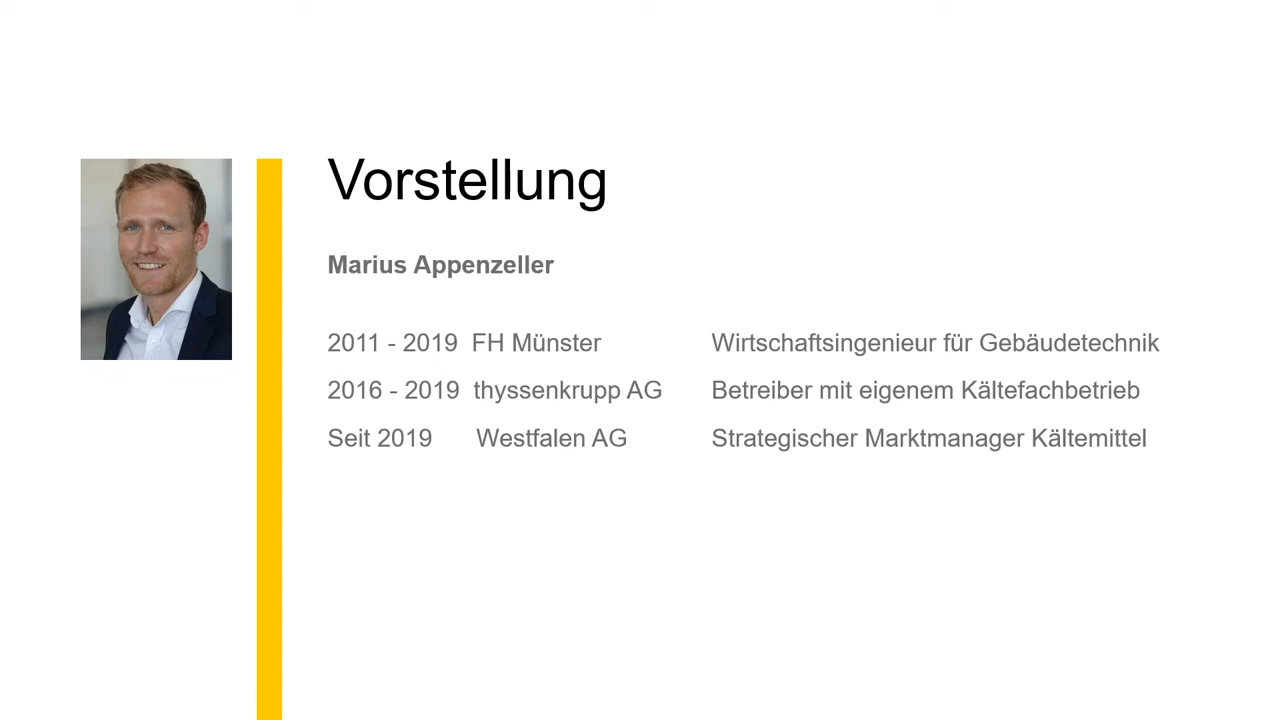 Vorstellung
Marius Appenzeller
2011 - 2019 FH Münster Wirtschaftsingenieur für Gebäudetechnik
2016 - 2019 thyssenkrupp AG Betreiber mit eigenem Kältefachbetrieb
Seit 2019 Westfalen AG Strategischer Marktmanager Kältemittel